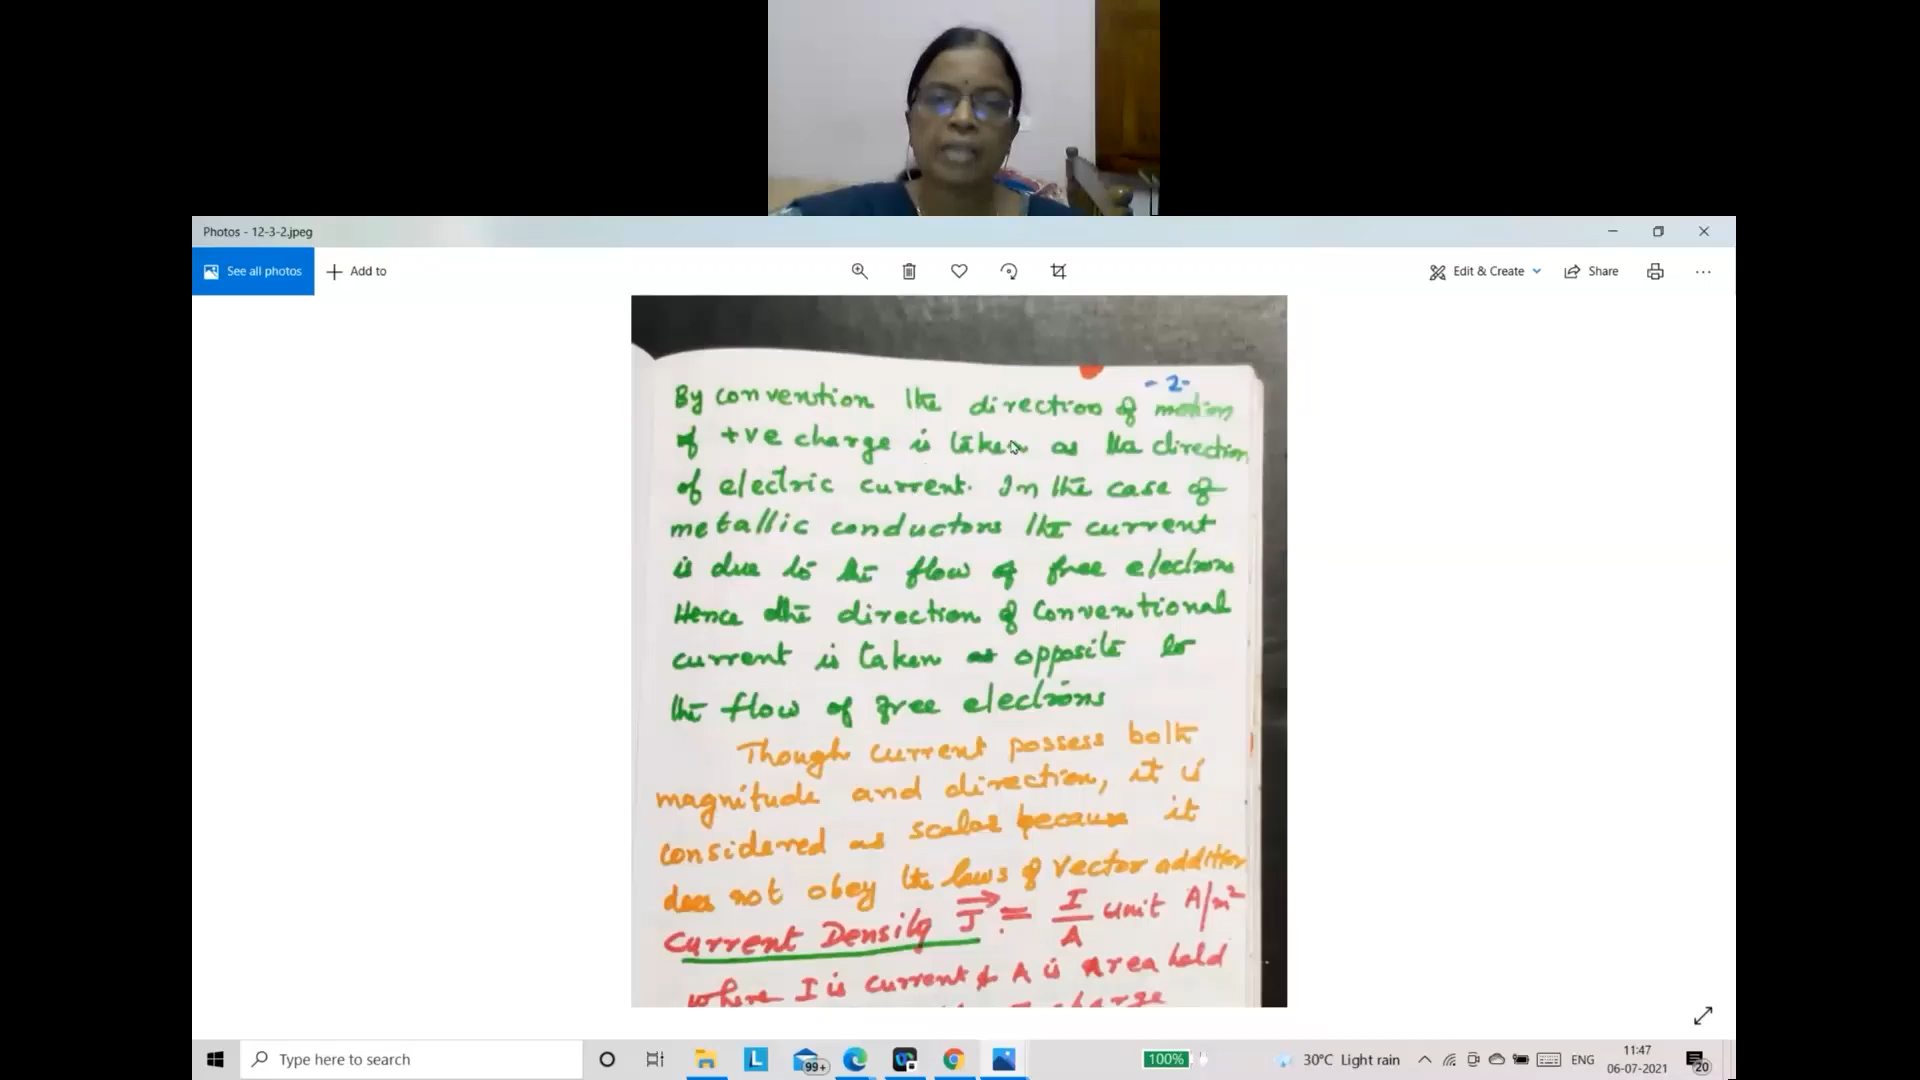 Photos - 12-3-2.jpeg
See all photos
Add to
Edit & Create
Share
- 2 -
By convention the direction of motion
of +ve charge is taken as the direction
of electric current. In the case of
metallic conductors the current
is due to the flow of free electrons
Hence the direction of Conventional
current is taken as opposite to
the flow of free electrons
Though current possess both
magnitude and direction, it is
considered as scalar because it
does not obey the laws of vector addition
Current Density J⃗ = I/A unit A/m²
where I is current & A is area held
charge
Type here to search
L
99+
100%
30°C Light rain
ENG
11:47
06-07-2021
20